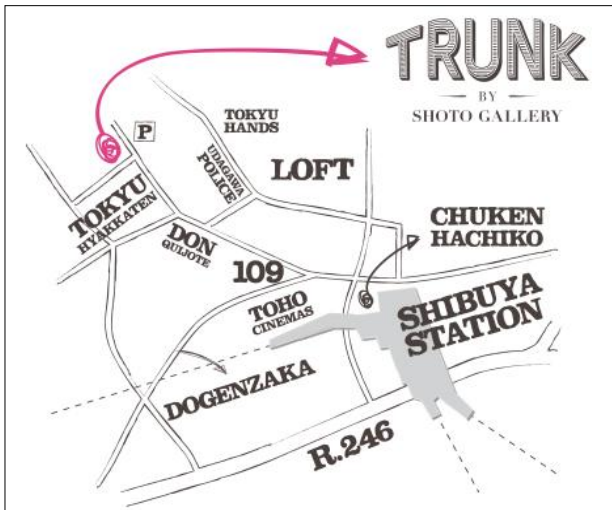 TRUNK
BY
SHOTO GALLERY
P
TOKYU
HANDS
UDAGAWA
POLICE
LOFT
TOKYU
HYAKKATEN
DON
QUIJOTE
CHUKEN
HACHIKO
109
TOHO
CINEMAS
SHIBUYA
STATION
DOGENZAKA
R.246